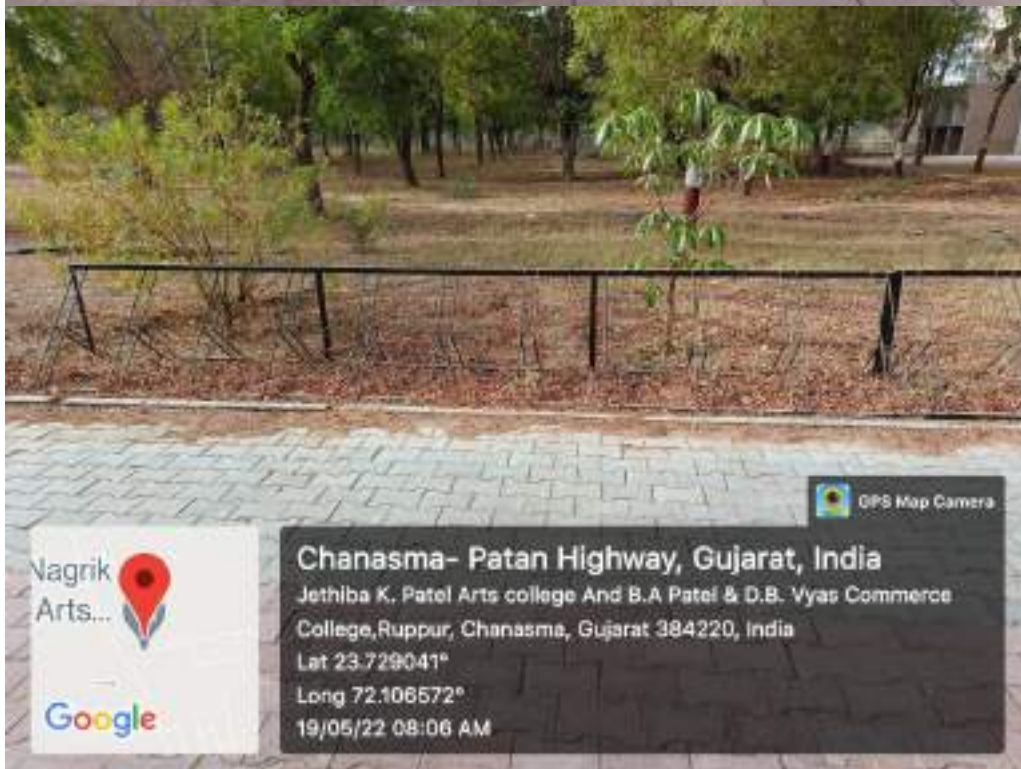 GPS Map Camera
Nagrik
Arts...
Google
Chanasma- Patan Highway, Gujarat, India
Jethiba K. Patel Arts college And B.A Patel & D.B. Vyas Commerce
College,Ruppur, Chanasma, Gujarat 384220, India
Lat 23.729041°
Long 72.106572°
19/05/22 08:06 AM